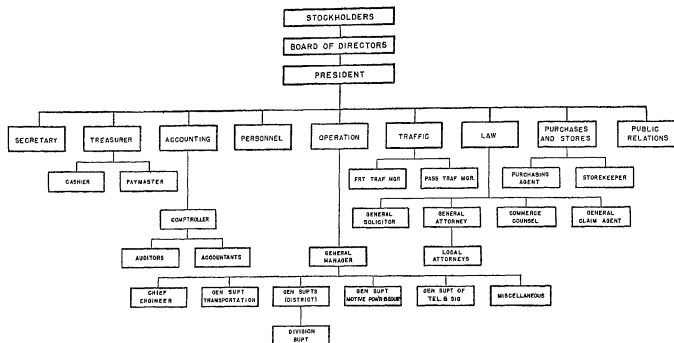 STOCKHOLDERS
BOARD OF DIRECTORS
PRESIDENT
SECRETARY
TREASURER
ACCOUNTING
PERSONNEL
OPERATION
TRAFFIC
LAW
PURCHASES
AND STORES
PUBLIC
RELATIONS
CASHIER
PAYMASTER
FRT TRAF MGR
PASS TRAF MGR.
PURCHASING
AGENT
STOREKEEPER
COMPTROLLER
GENERAL
SOLICITOR
GENERAL
ATTORNEY
COMMERCE
COUNSEL
GENERAL
CLAIM AGENT
AUDITORS
ACCOUNTANTS
GENERAL
MANAGER
LOCAL
ATTORNEYS
CHIEF
ENGINEER
GEN SUPT
TRANSPORTATION
GEN SUPTS
(DISTRICT)
GEN SUPT
MOTIVE
GEN SUPT OF
TEL. & SIG
MISCELLANEOUS
DIVISION
SUPT